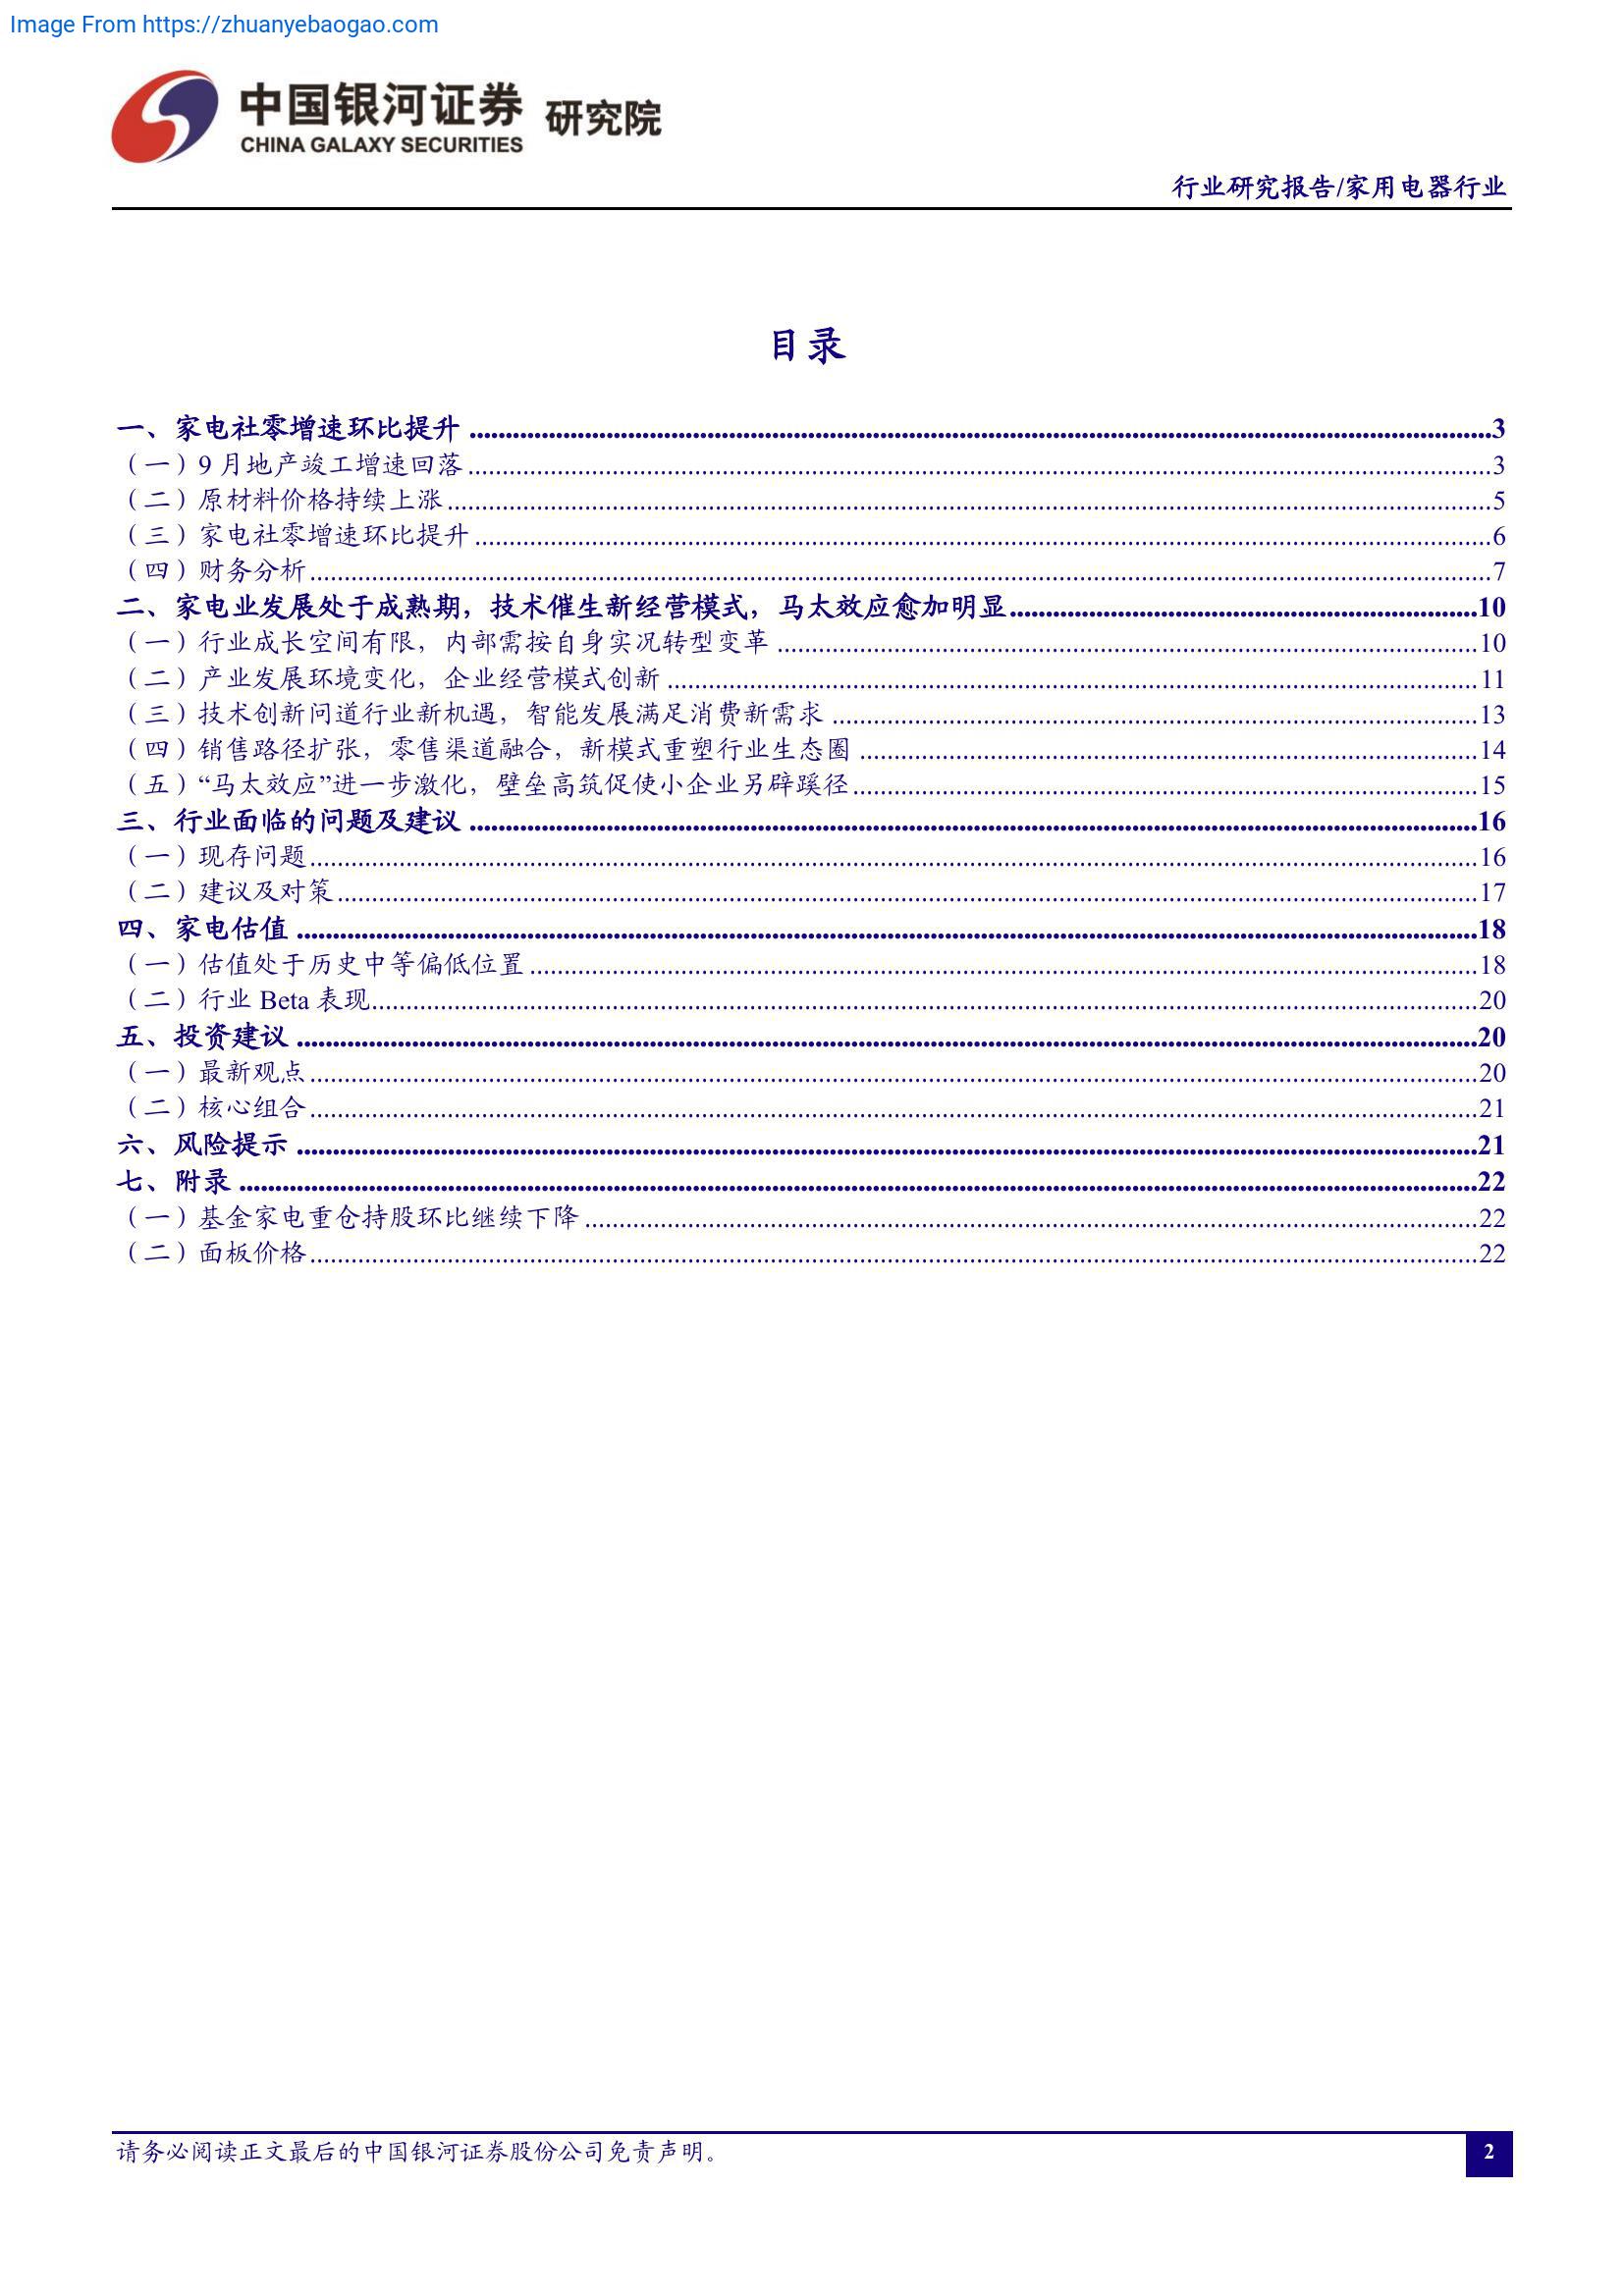 Image From https://zhuanyebaogao.com
中国银河证券 研究院
CHINA GALAXY SECURITIES
行业研究报告/家用电器行业
目录
一、家电社零增速环比提升 3
（一）9 月地产竣工增速回落 3
（二）原材料价格持续上涨 5
（三）家电社零增速环比提升 6
（四）财务分析 7
二、家电业发展处于成熟期，技术催生新经营模式，马太效应愈加明显 10
（一）行业成长空间有限，内部需按自身实况转型变革 10
（二）产业发展环境变化，企业经营模式创新 11
（三）技术创新问道行业新机遇，智能发展满足消费新需求 13
（四）销售路径扩张，零售渠道融合，新模式重塑行业生态圈 14
（五）“马太效应”进一步激化，壁垒高筑促使小企业另辟蹊径 15
三、行业面临的问题及建议 16
（一）现存问题 16
（二）建议及对策 17
四、家电估值 18
（一）估值处于历史中等偏低位置 18
（二）行业 Beta 表现 20
五、投资建议 20
（一）最新观点 20
（二）核心组合 21
六、风险提示 21
七、附录 22
（一）基金家电重仓持股环比继续下降 22
（二）面板价格 22
请务必阅读正文最后的中国银河证券股份公司免责声明。
2